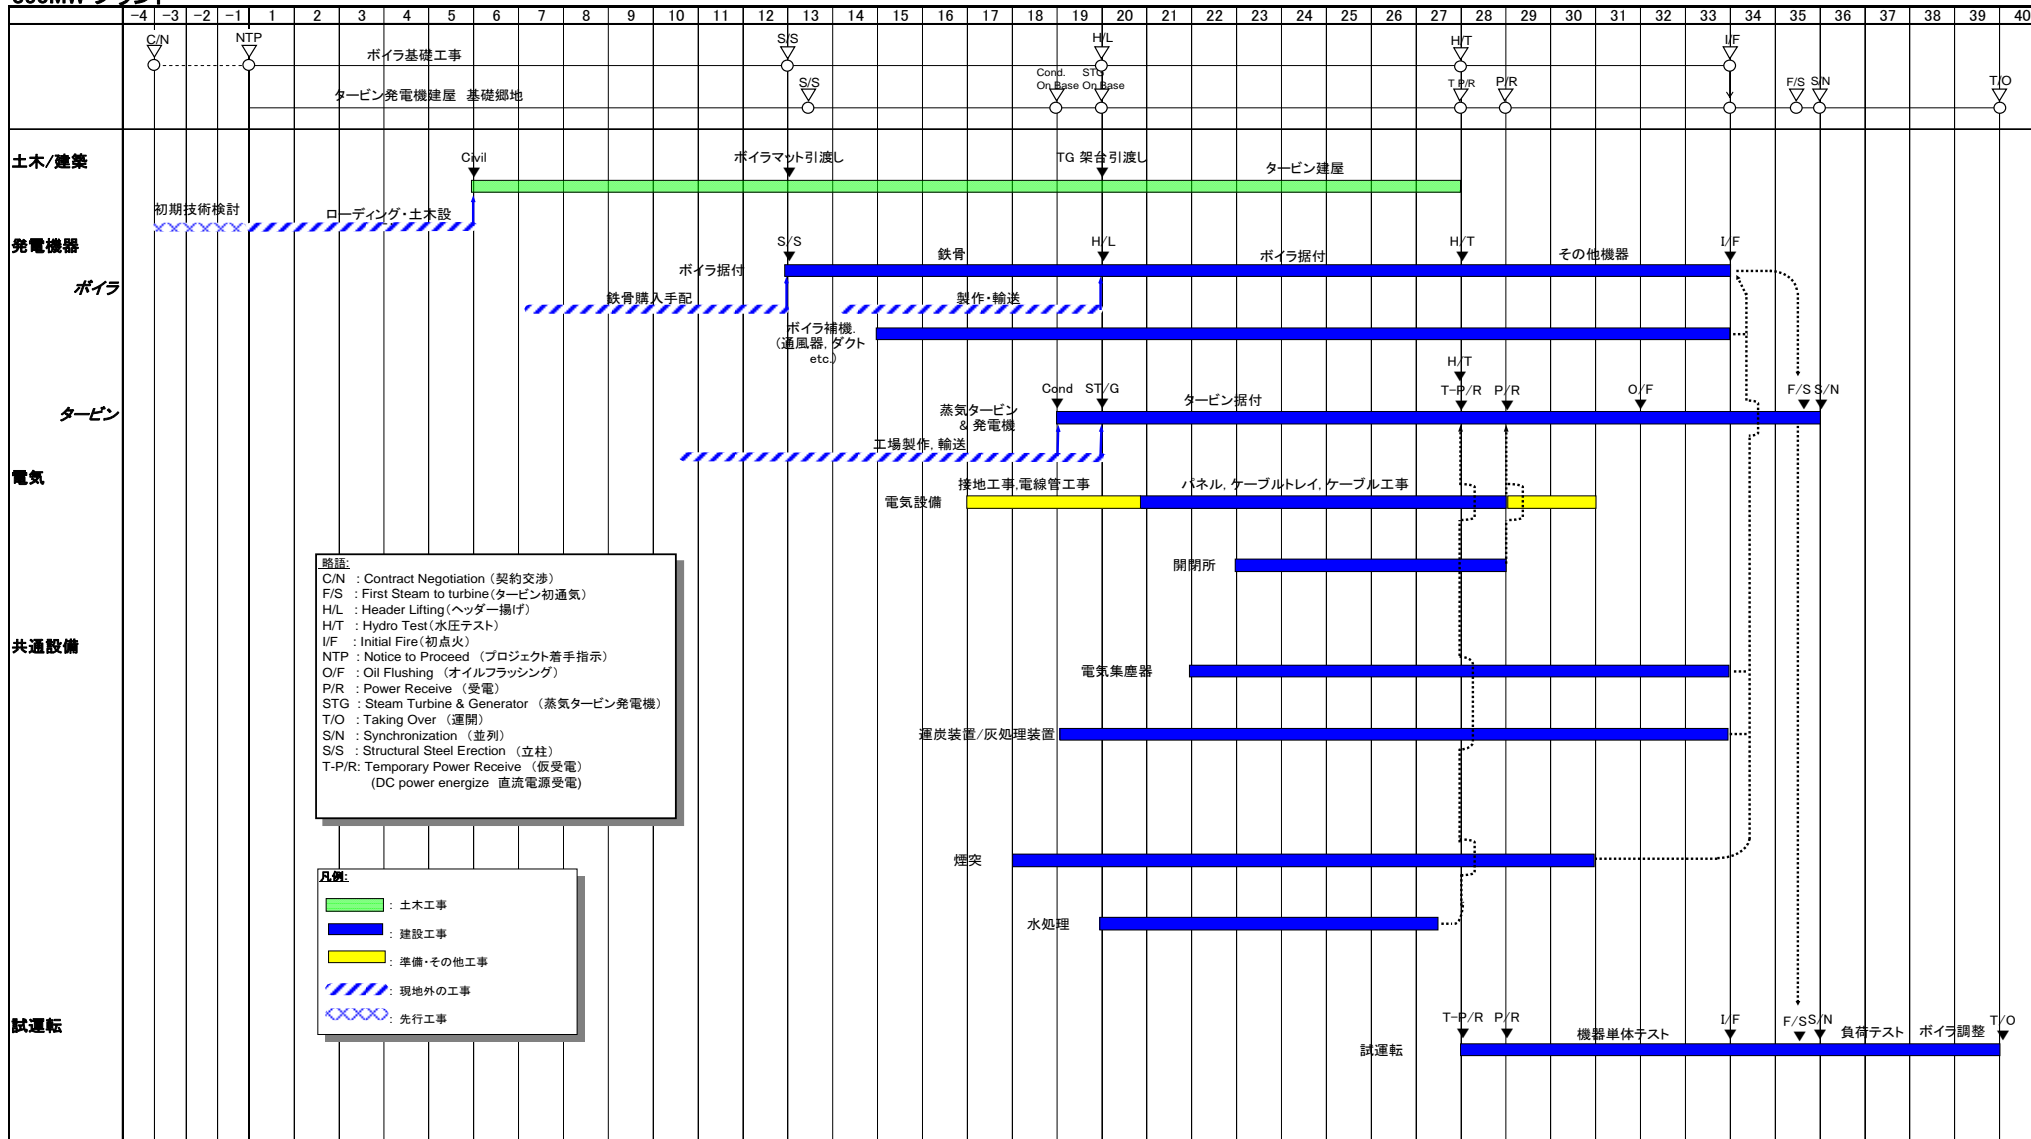 -4 -3 -2 -1 1 2 3 4 5 6 7 8 9 10 11 12 13 14 15 16 17 18 19 20 21 22 23 24 25 26 27 28 29 30 31 32 33 34 35 36 37 38 39 40
C/N NTP S/S H/L H/T I/F
ボイラ基礎工事
S/S Cond. On Base STG On Base T P/R P/R F/S S/N T/O
タービン発電機建屋 基礎郷地
土木/建築
Civil ボイラマット引渡し TG 架台引渡し タービン建屋
初期技術検討 ローディング・土木設
発電機器
S/S 鉄骨 H/L ボイラ据付 H/T その他機器 I/F
ボイラ据付
ボイラ
鉄骨購入手配 製作・輸送
ボイラ補機.
(通風器, ダクト
etc.)
H/T
Cond ST/G タービン据付 T-P/R P/R O/F F/S S/N
タービン
蒸気タービン
& 発電機
工場製作, 輸送
電気
接地工事,電線管工事 パネル, ケーブルトレイ, ケーブル工事
電気設備
開閉所
略語:
C/N : Contract Negotiation (契約交渉)
F/S : First Steam to turbine(タービン初通気)
H/L : Header Lifting(ヘッダー揚げ)
H/T : Hydro Test(水圧テスト)
I/F : Initial Fire(初点火)
NTP : Notice to Proceed (プロジェクト着手指示)
O/F : Oil Flushing (オイルフラッシング)
P/R : Power Receive (受電)
STG : Steam Turbine & Generator (蒸気タービン発電機)
T/O : Taking Over (運開)
S/N : Synchronization (並列)
S/S : Structural Steel Erection (立柱)
T-P/R: Temporary Power Receive (仮受電)
(DC power energize 直流電源受電)
共通設備
電気集塵器
運炭装置/灰処理装置
煙突
水処理
凡例:
: 土木工事
: 建設工事
: 準備・その他工事
: 現地外の工事
: 先行工事
試運転
T-P/R P/R 機器単体テスト I/F F/S S/N 負荷テスト ボイラ調整 T/O
試運転